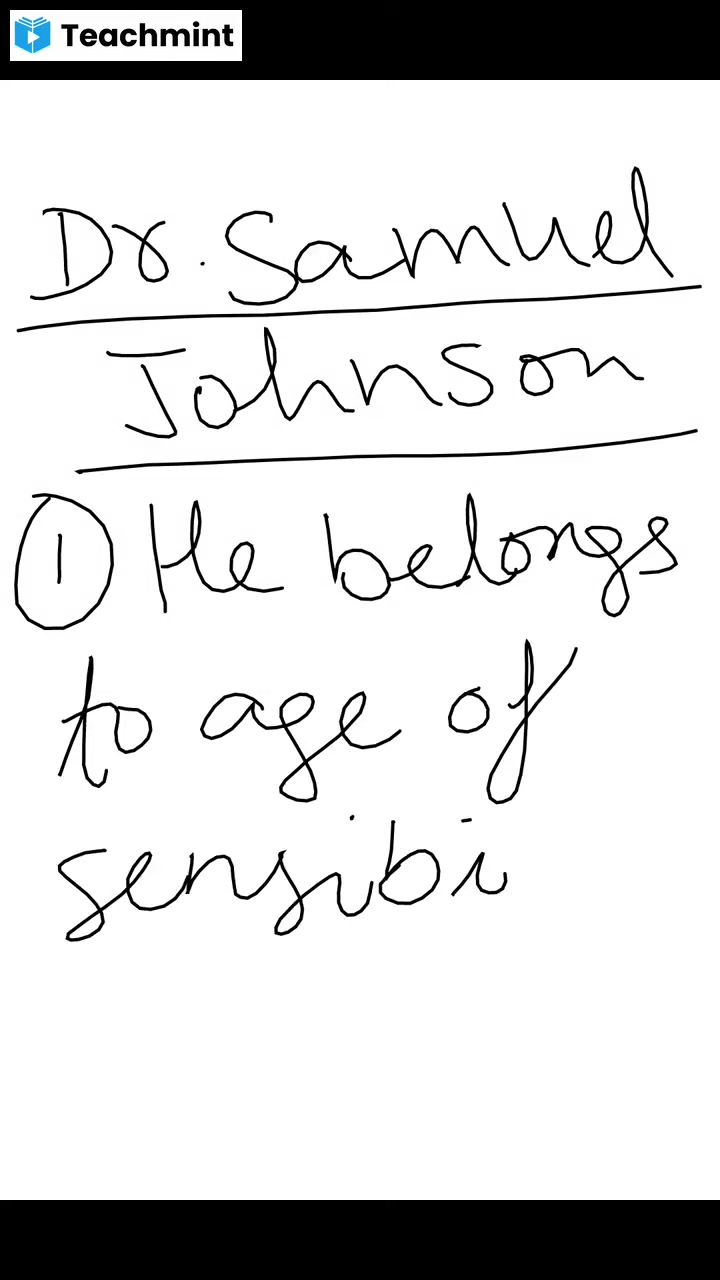 Teachmint
Dr. Samuel
Johnson
① He belongs
to age of
sensibi